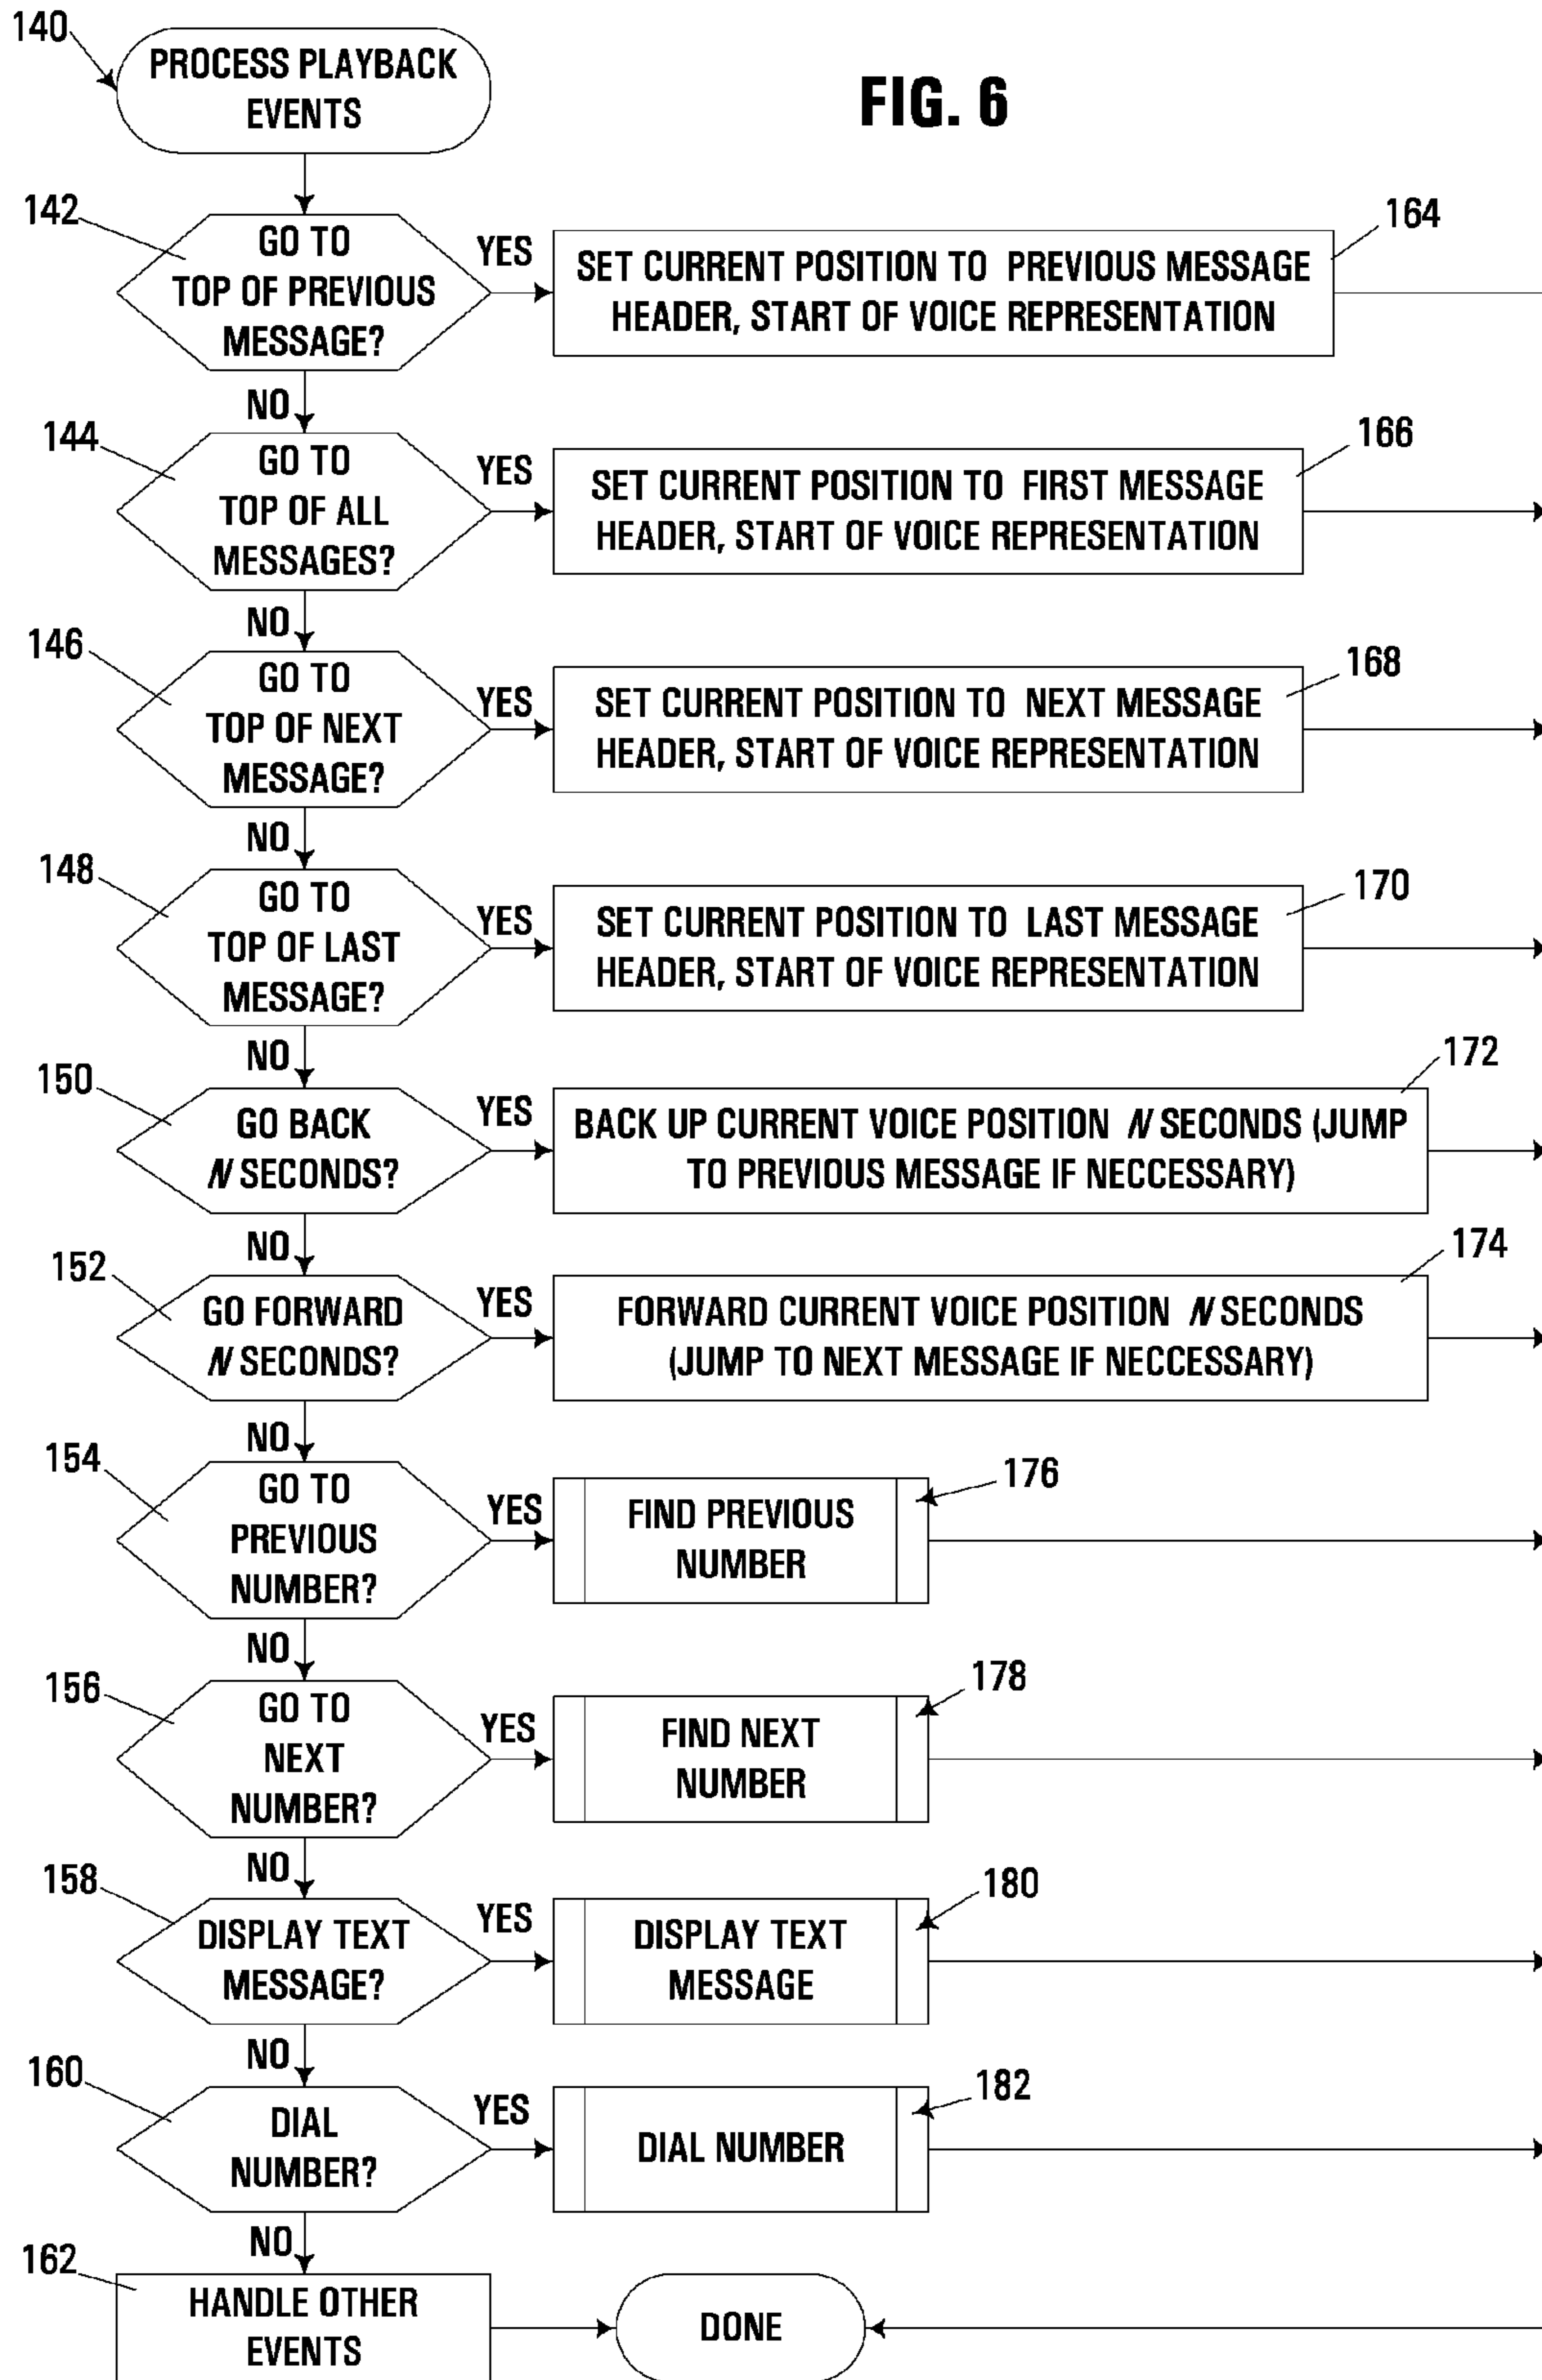 140
PROCESS PLAYBACK
EVENTS
FIG. 6
142
GO TO
TOP OF PREVIOUS
MESSAGE?
YES
SET CURRENT POSITION TO PREVIOUS MESSAGE
HEADER, START OF VOICE REPRESENTATION
164
NO
144
GO TO
TOP OF ALL
MESSAGES?
YES
SET CURRENT POSITION TO FIRST MESSAGE
HEADER, START OF VOICE REPRESENTATION
166
NO
146
GO TO
TOP OF NEXT
MESSAGE?
YES
SET CURRENT POSITION TO NEXT MESSAGE
HEADER, START OF VOICE REPRESENTATION
168
NO
148
GO TO
TOP OF LAST
MESSAGE?
YES
SET CURRENT POSITION TO LAST MESSAGE
HEADER, START OF VOICE REPRESENTATION
170
NO
150
GO BACK
N SECONDS?
YES
BACK UP CURRENT VOICE POSITION N SECONDS (JUMP
TO PREVIOUS MESSAGE IF NECCESSARY)
172
NO
152
GO FORWARD
N SECONDS?
YES
FORWARD CURRENT VOICE POSITION N SECONDS
(JUMP TO NEXT MESSAGE IF NECCESSARY)
174
NO
154
GO TO
PREVIOUS
NUMBER?
YES
FIND PREVIOUS
NUMBER
176
NO
156
GO TO
NEXT
NUMBER?
YES
FIND NEXT
NUMBER
178
NO
158
DISPLAY TEXT
MESSAGE?
YES
DISPLAY TEXT
MESSAGE
180
NO
160
DIAL
NUMBER?
YES
DIAL NUMBER
182
NO
162
HANDLE OTHER
EVENTS
DONE